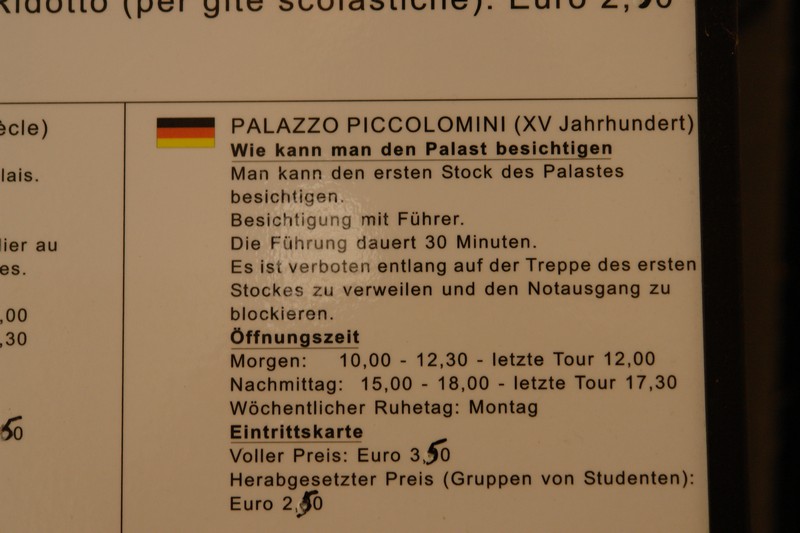 Ridotto (per gite scolastiche): Euro 2,50
ècle)
lais.
lier au
es.
,00
,30
50
PALAZZO PICCOLOMINI (XV Jahrhundert)
Wie kann man den Palast besichtigen
Man kann den ersten Stock des Palastes
besichtigen.
Besichtigung mit Führer.
Die Führung dauert 30 Minuten.
Es ist verboten entlang auf der Treppe des ersten
Stockes zu verweilen und den Notausgang zu
blockieren.
Öffnungszeit
Morgen: 10,00 - 12,30 - letzte Tour 12,00
Nachmittag: 15,00 - 18,00 - letzte Tour 17,30
Wöchentlicher Ruhetag: Montag
Eintrittskarte
Voller Preis: Euro 3,50
Herabgesetzter Preis (Gruppen von Studenten):
Euro 2,50